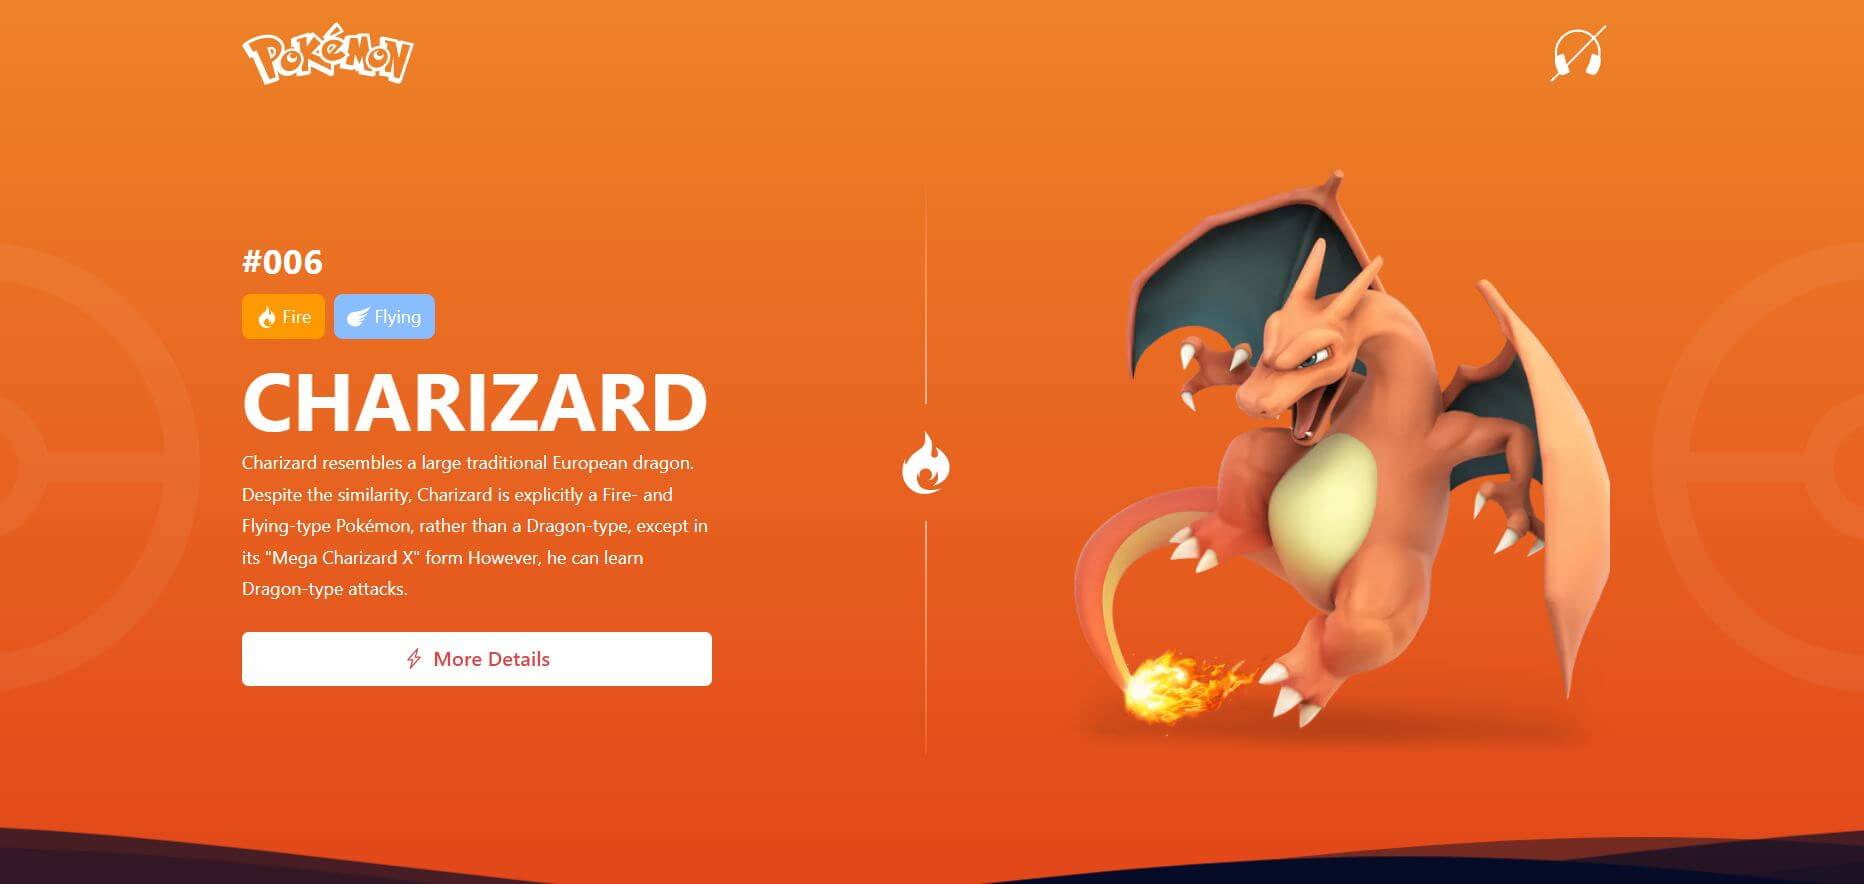 POKéMON
#006
Fire
Flying
CHARIZARD
Charizard resembles a large traditional European dragon.
Despite the similarity, Charizard is explicitly a Fire- and
Flying-type Pokémon, rather than a Dragon-type, except in
its "Mega Charizard X" form However, he can learn
Dragon-type attacks.
More Details